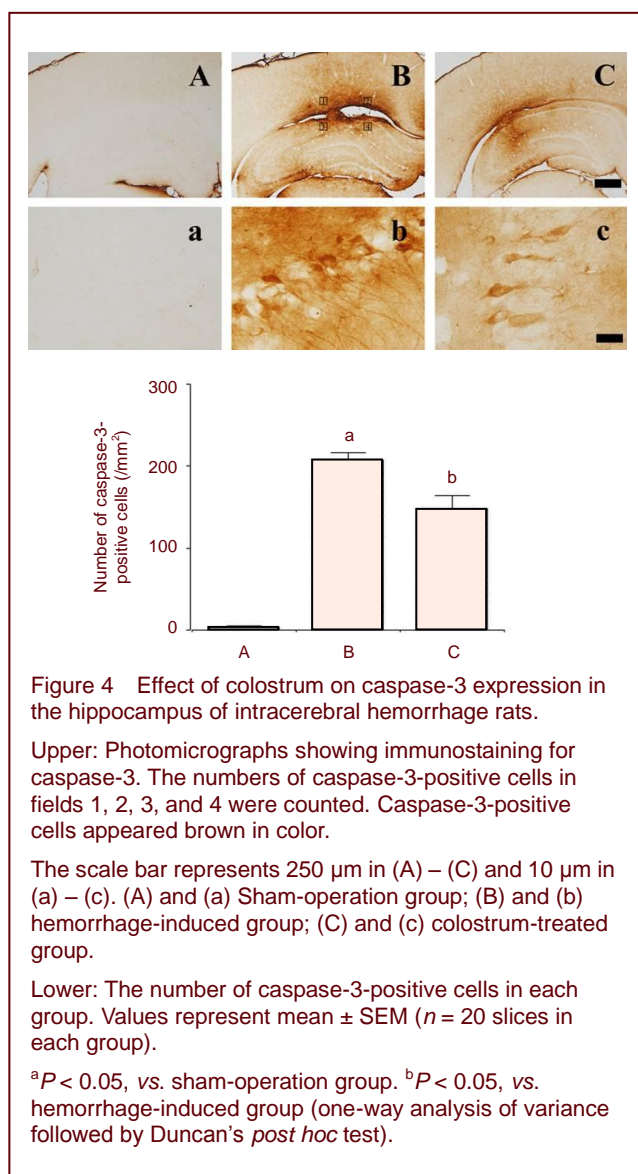 A
B
C
1
2
3
4
a
b
c
Number of caspase-3-
positive cells (/mm²)
300
200
100
0
a
b
A
B
C
Figure 4 Effect of colostrum on caspase-3 expression in
the hippocampus of intracerebral hemorrhage rats.
Upper: Photomicrographs showing immunostaining for
caspase-3. The numbers of caspase-3-positive cells in
fields 1, 2, 3, and 4 were counted. Caspase-3-positive
cells appeared brown in color.
The scale bar represents 250 μm in (A) – (C) and 10 μm in
(a) – (c). (A) and (a) Sham-operation group; (B) and (b)
hemorrhage-induced group; (C) and (c) colostrum-treated
group.
Lower: The number of caspase-3-positive cells in each
group. Values represent mean ± SEM (n = 20 slices in
each group).
ᵃP < 0.05, vs. sham-operation group. ᵇP < 0.05, vs.
hemorrhage-induced group (one-way analysis of variance
followed by Duncan's post hoc test).